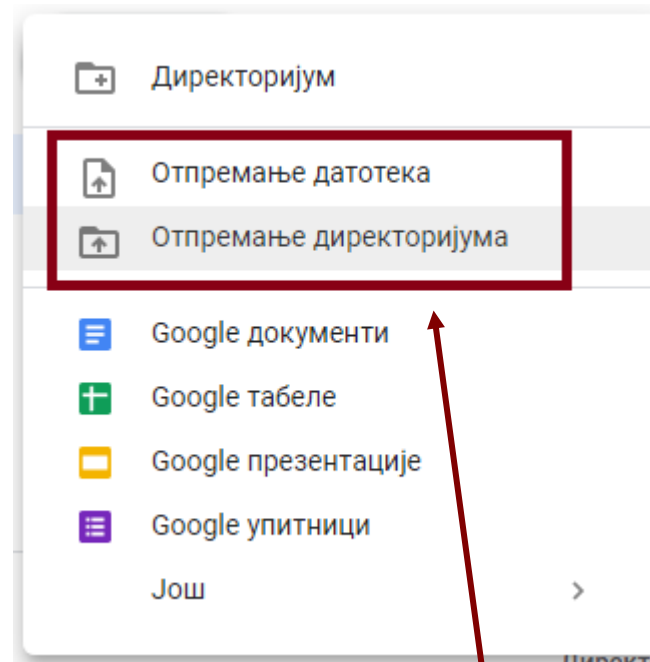 Директоријум
Отпремање датотека
Отпремање директоријума
Google документи
Google табеле
Google презентације
Google упитници
Још